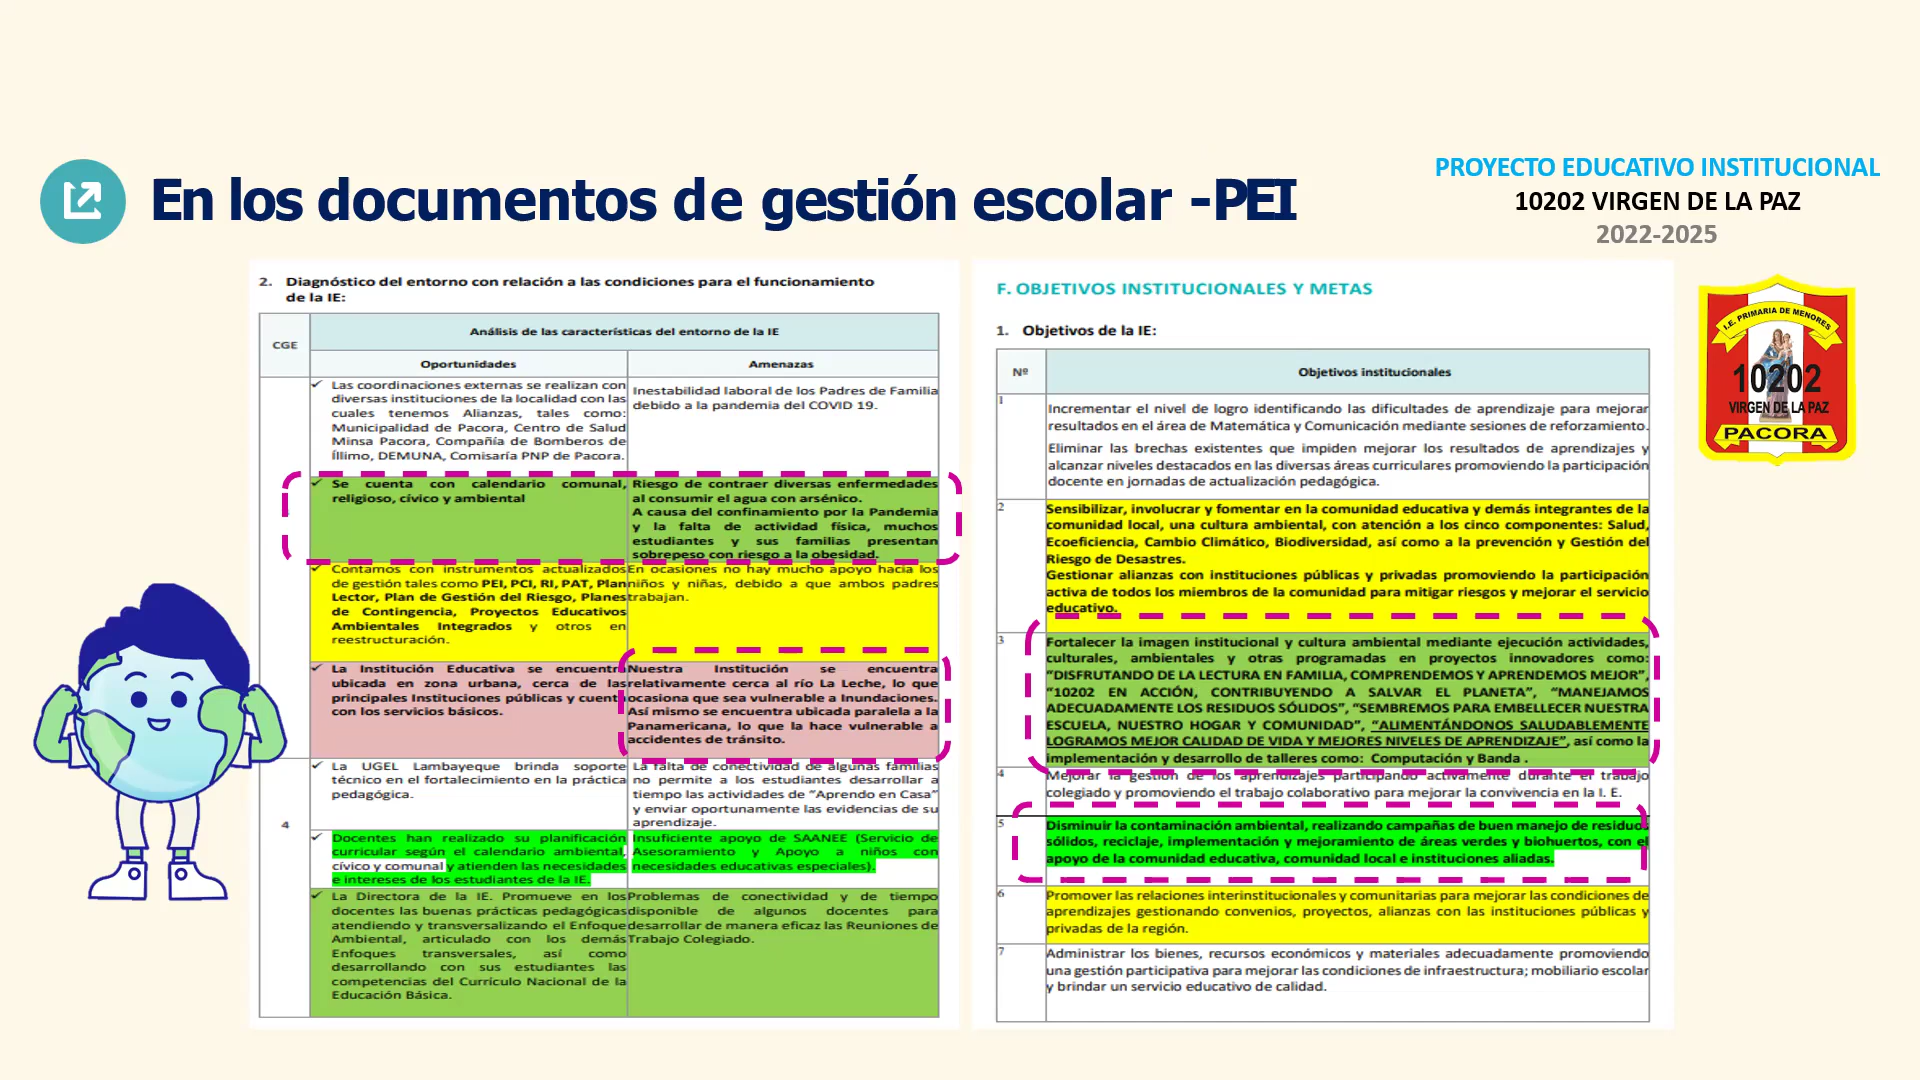 En los documentos de gestión escolar -PEI
PROYECTO EDUCATIVO INSTITUCIONAL
10202 VIRGEN DE LA PAZ
2022-2025
2. Diagnóstico del entorno con relación a las condiciones para el funcionamiento
de la IE:
CGE
Análisis de las características del entorno de la IE
Oportunidades
Amenazas
✓ Las coordinaciones externas se realizan con
diversas instituciones de la localidad con las
cuales tenemos Alianzas, tales como:
Municipalidad de Pacora, Centro de Salud
Minsa Pacora, Compañía de Bomberos de
Íllimo, DEMUNA, Comisaría PNP de Pacora.
Inestabilidad laboral de los Padres de Familia
debido a la pandemia del COVID 19.
✓ Se cuenta con calendario comunal,
religioso, cívico y ambiental
Riesgo de contraer diversas enfermedades
al consumir el agua con arsénico.
A causa del confinamiento por la Pandemia
y la falta de actividad física, muchos
estudiantes y sus familias presentan
sobrepeso con riesgo a la obesidad.
✓ Contamos con instrumentos actualizados
de gestión tales como PEI, PCI, RI, PAT, Plan
Lector, Plan de Gestión del Riesgo, Planes
de Contingencia, Proyectos Educativos
Ambientales Integrados y otros en
reestructuración.
En ocasiones no hay mucho apoyo hacia los
niños y niñas, debido a que ambos padres
trabajan.
✓ La Institución Educativa se encuentra
ubicada en zona urbana, cerca de las
principales Instituciones públicas y cuenta
con los servicios básicos.
Nuestra Institución se encuentra
relativamente cerca al río La Leche, lo que
ocasiona que sea vulnerable a Inundaciones.
Así mismo se encuentra ubicada paralela a la
Panamericana, lo que la hace vulnerable a
accidentes de tránsito.
4
✓ La UGEL Lambayeque brinda soporte
técnico en el fortalecimiento en la práctica
pedagógica.
La falta de conectividad de algunas familias
no permite a los estudiantes desarrollar a
tiempo las actividades de "Aprendo en Casa"
y enviar oportunamente las evidencias de su
aprendizaje.
✓ Docentes han realizado su planificación
curricular según el calendario ambiental,
cívico y comunal y atienden las necesidades
e intereses de los estudiantes de la IE.
Insuficiente apoyo de SAANEE (Servicio de
Asesoramiento y Apoyo a niños con
necesidades educativas especiales).
✓ La Directora de la IE. Promueve en los
docentes las buenas prácticas pedagógicas
atendiendo y transversalizando el Enfoque
Ambiental, articulado con los demás
Enfoques transversales, así como
desarrollando con sus estudiantes las
competencias del Currículo Nacional de la
Educación Básica.
Problemas de conectividad y de tiempo
disponible de algunos docentes para
desarrollar de manera eficaz las Reuniones de
Trabajo Colegiado.
F. OBJETIVOS INSTITUCIONALES Y METAS
1. Objetivos de la IE:
Nº
Objetivos institucionales
1
Incrementar el nivel de logro identificando las dificultades de aprendizaje para mejorar
resultados en el área de Matemática y Comunicación mediante sesiones de reforzamiento.
Eliminar las brechas existentes que impiden mejorar los resultados de aprendizajes y
alcanzar niveles destacados en las diversas áreas curriculares promoviendo la participación
docente en jornadas de actualización pedagógica.
2
Sensibilizar, involucrar y fomentar en la comunidad educativa y demás integrantes de la
comunidad local, una cultura ambiental, con atención a los cinco componentes: Salud,
Ecoeficiencia, Cambio Climático, Biodiversidad, así como a la prevención y Gestión del
Riesgo de Desastres.
Gestionar alianzas con instituciones públicas y privadas promoviendo la participación
activa de todos los miembros de la comunidad para mitigar riesgos y mejorar el servicio
educativo.
3
Fortalecer la imagen institucional y cultura ambiental mediante ejecución actividades,
culturales, ambientales y otras programadas en proyectos innovadores como:
"DISFRUTANDO DE LA LECTURA EN FAMILIA, COMPRENDEMOS Y APRENDEMOS MEJOR",
"10202 EN ACCIÓN, CONTRIBUYENDO A SALVAR EL PLANETA", "MANEJAMOS
ADECUADAMENTE LOS RESIDUOS SÓLIDOS", "SEMBREMOS PARA EMBELLECER NUESTRA
ESCUELA, NUESTRO HOGAR Y COMUNIDAD", "ALIMENTÁNDONOS SALUDABLEMENTE
LOGRAMOS MEJOR CALIDAD DE VIDA Y MEJORES NIVELES DE APRENDIZAJE", así como la
implementación y desarrollo de talleres como: Computación y Banda .
4
Mejorar la gestión de los aprendizajes participando activamente durante el trabajo
colegiado y promoviendo el trabajo colaborativo para mejorar la convivencia en la I. E.
5
Disminuir la contaminación ambiental, realizando campañas de buen manejo de residuos
sólidos, reciclaje, implementación y mejoramiento de áreas verdes y biohuertos, con el
apoyo de la comunidad educativa, comunidad local e instituciones aliadas.
6
Promover las relaciones interinstitucionales y comunitarias para mejorar las condiciones de
aprendizajes gestionando convenios, proyectos, alianzas con las instituciones públicas y
privadas de la región.
7
Administrar los bienes, recursos económicos y materiales adecuadamente promoviendo
una gestión participativa para mejorar las condiciones de infraestructura; mobiliario escolar
y brindar un servicio educativo de calidad.
I.E. PRIMARIA DE MENORES
10202
VIRGEN DE LA PAZ
PACORA